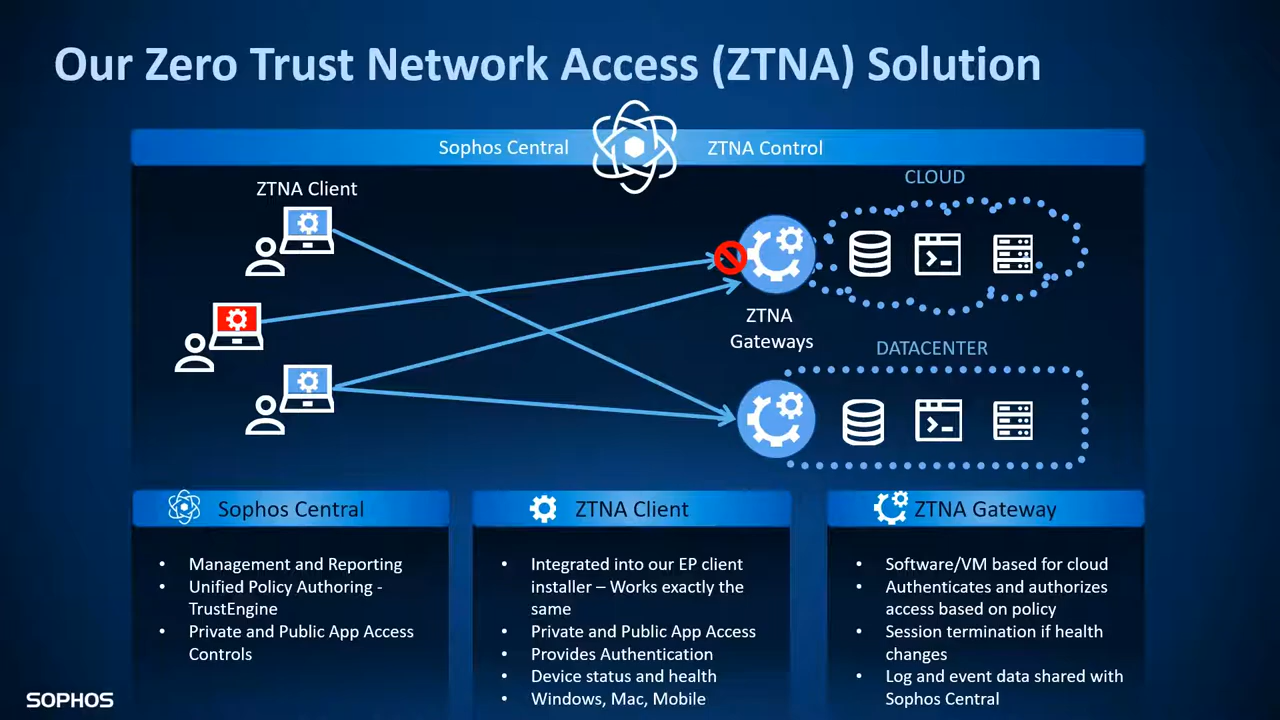 Our Zero Trust Network Access (ZTNA) Solution
Sophos Central
ZTNA Control
ZTNA Client
CLOUD
ZTNA
Gateways
DATACENTER
Sophos Central
• Management and Reporting
• Unified Policy Authoring -
TrustEngine
• Private and Public App Access
Controls
ZTNA Client
• Integrated into our EP client
installer – Works exactly the
same
• Private and Public App Access
• Provides Authentication
• Device status and health
• Windows, Mac, Mobile
ZTNA Gateway
• Software/VM based for cloud
• Authenticates and authorizes
access based on policy
• Session termination if health
changes
• Log and event data shared with
Sophos Central
SOPHOS